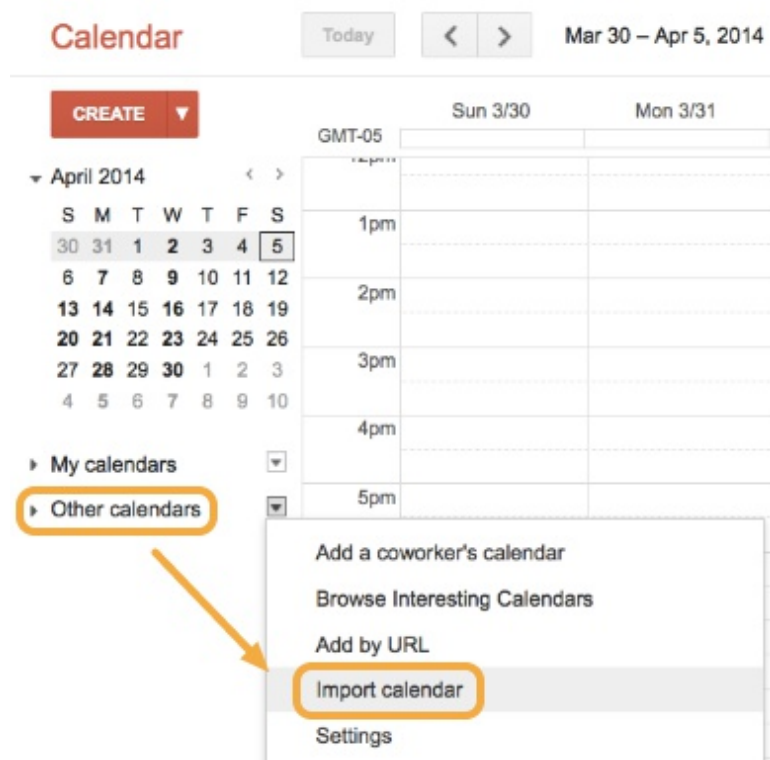 Calendar
Today
Mar 30 – Apr 5, 2014
CREATE
Sun 3/30 Mon 3/31
GMT-05
12pm
April 2014
S M T W T F S
30 31 1 2 3 4 5
6 7 8 9 10 11 12
13 14 15 16 17 18 19
20 21 22 23 24 25 26
27 28 29 30 1 2 3
4 5 6 7 8 9 10
1pm
2pm
3pm
4pm
5pm
My calendars
Other calendars
Add a coworker's calendar
Browse Interesting Calendars
Add by URL
Import calendar
Settings